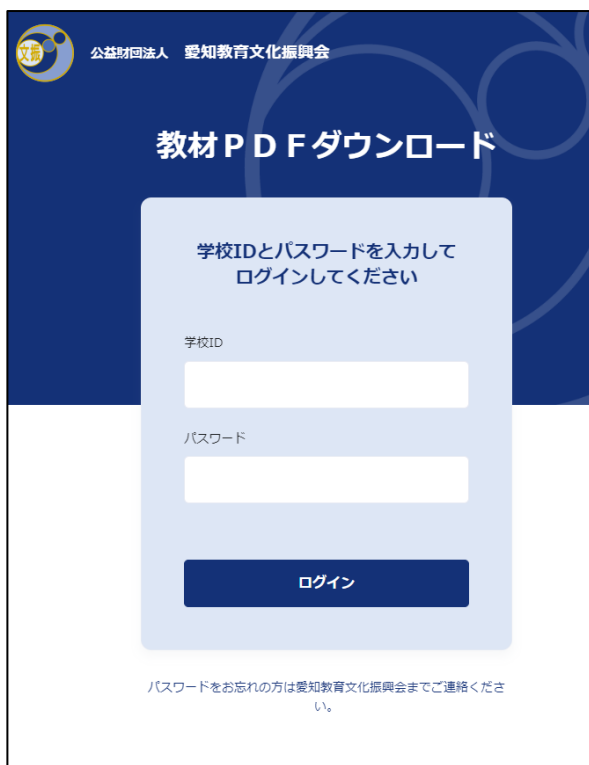 文振
公益財団法人 愛知教育文化振興会
教材ＰＤＦダウンロード
学校IDとパスワードを入力して
ログインしてください
学校ID
パスワード
ログイン
パスワードをお忘れの方は愛知教育文化振興会までご連絡くださ
い。